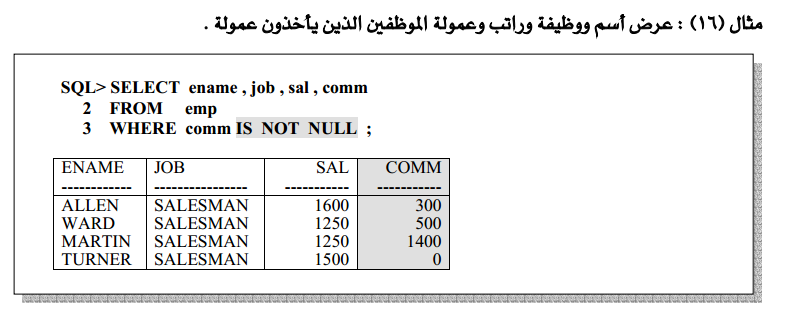 مثال (١٦) : عرض أسم ووظيفة وراتب وعمولة الموظفين الذين يأخذون عمولة .
SQL> SELECT ename , job , sal , comm
2 FROM emp
3 WHERE comm IS NOT NULL ;
ENAME JOB SAL COMM
------------ ---------------- ----------- -----------
ALLEN SALESMAN 1600 300
WARD SALESMAN 1250 500
MARTIN SALESMAN 1250 1400
TURNER SALESMAN 1500 0